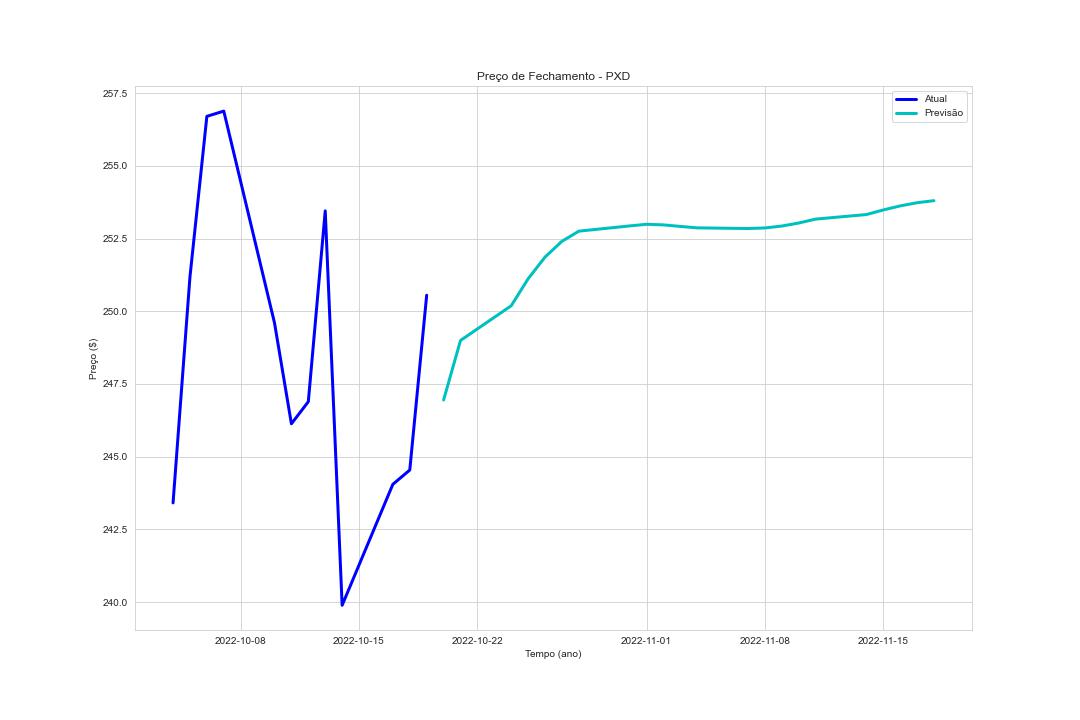 Preço de Fechamento - PXD
Atual
Previsão
257.5
255.0
252.5
250.0
247.5
245.0
242.5
240.0
Preço ($)
2022-10-08
2022-10-15
2022-10-22
2022-11-01
2022-11-08
2022-11-15
Tempo (ano)